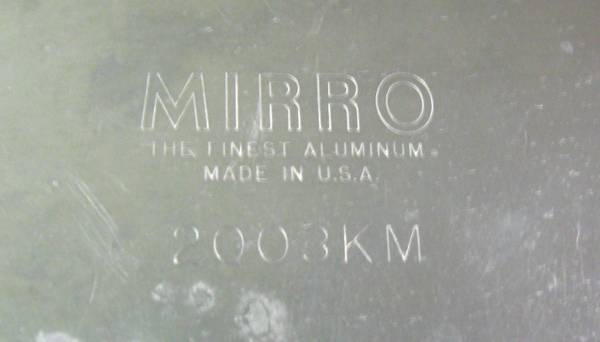 MIRRO
THE FINEST ALUMINUM
MADE IN U.S.A.
2003KM